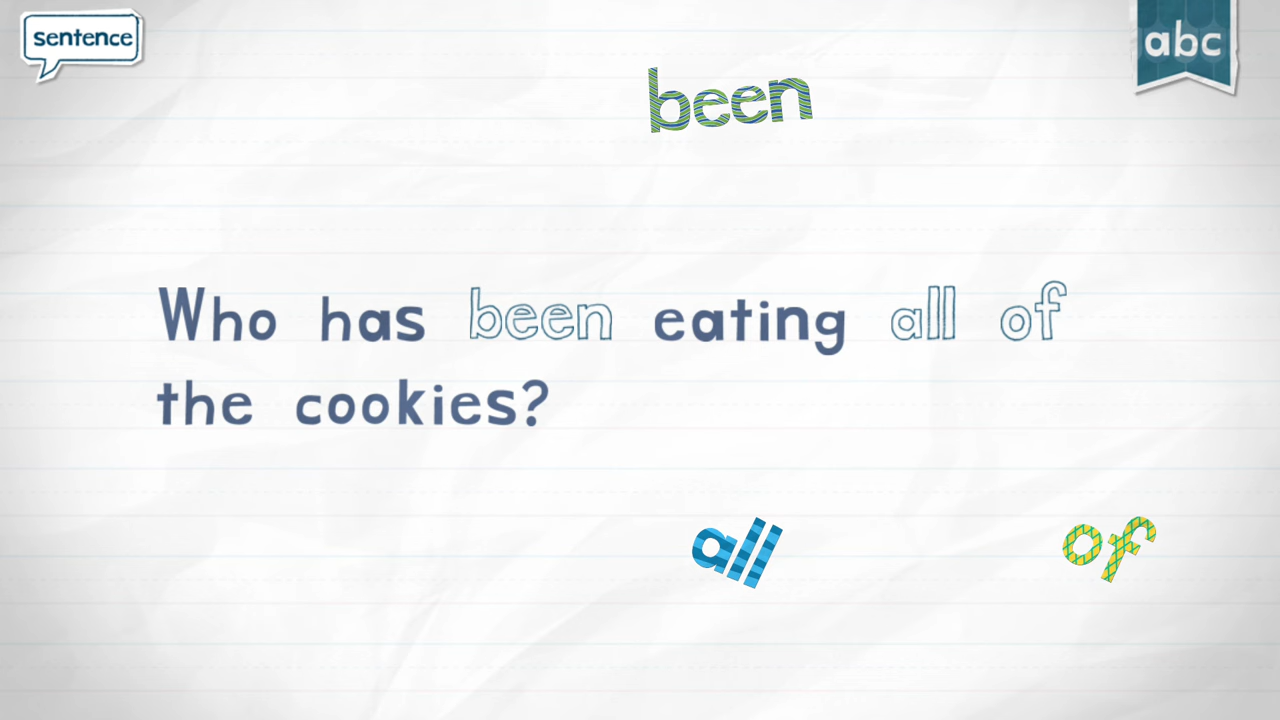 sentence
abc
been
Who has been eating all of
the cookies?
all
of